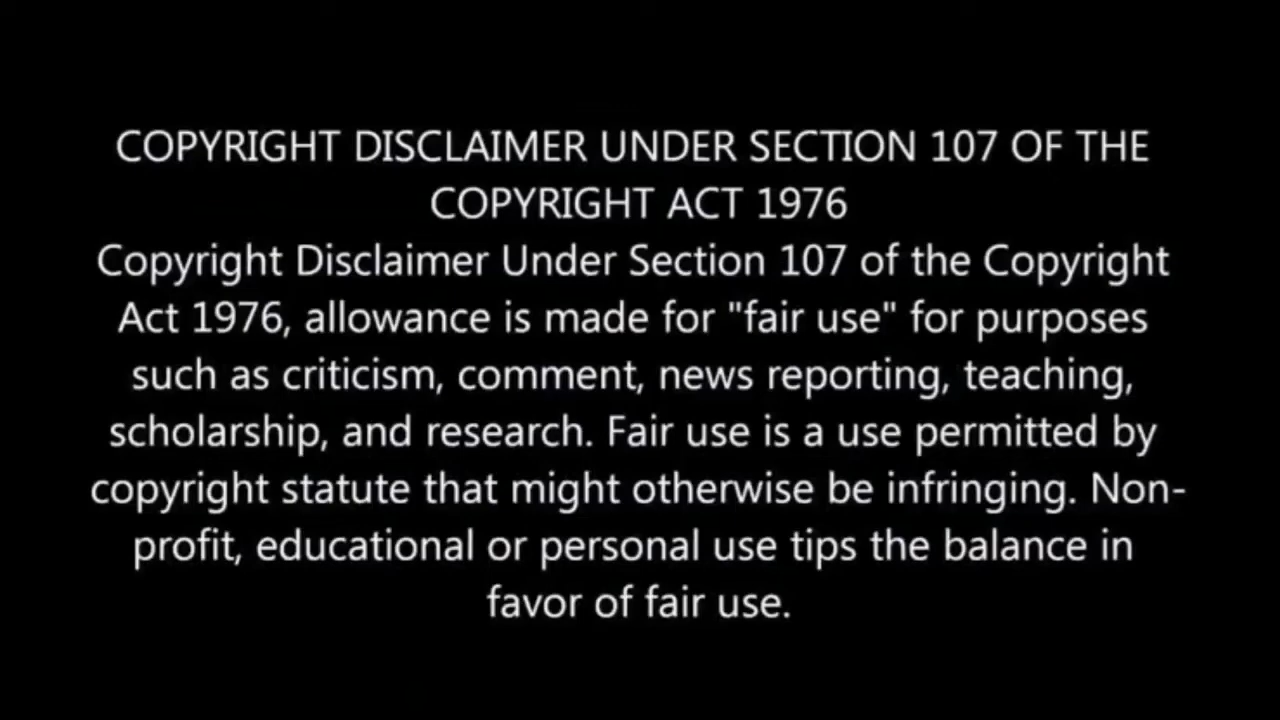 COPYRIGHT DISCLAIMER UNDER SECTION 107 OF THE
COPYRIGHT ACT 1976
Copyright Disclaimer Under Section 107 of the Copyright
Act 1976, allowance is made for "fair use" for purposes
such as criticism, comment, news reporting, teaching,
scholarship, and research. Fair use is a use permitted by
copyright statute that might otherwise be infringing. Non-
profit, educational or personal use tips the balance in
favor of fair use.